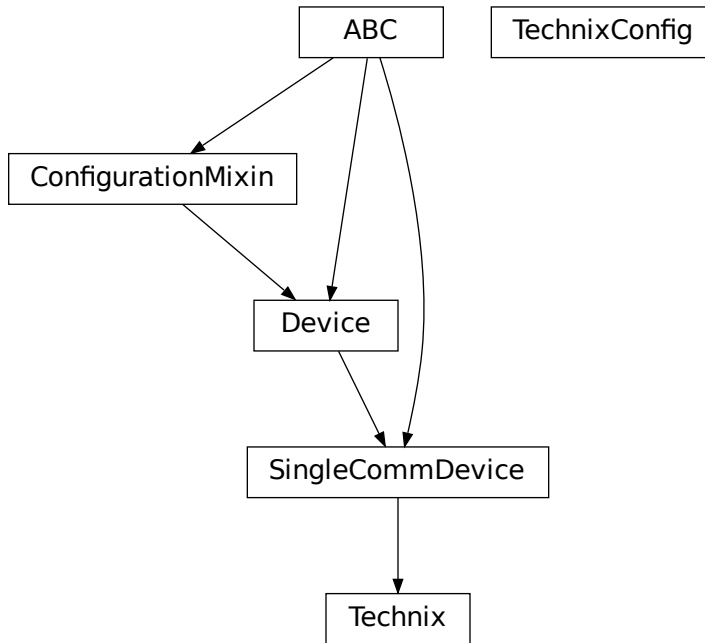 ABC
TechnixConfig
ConfigurationMixin
Device
SingleCommDevice
Technix